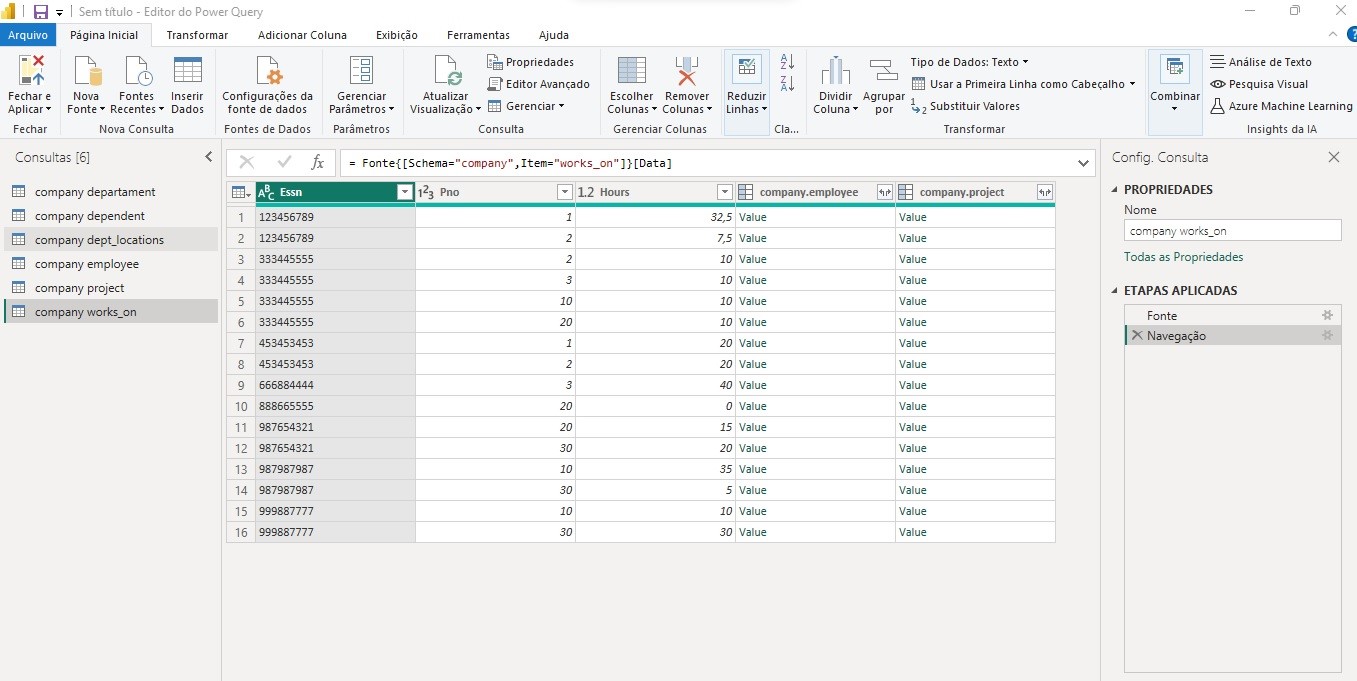 Sem título - Editor do Power Query
Arquivo Página Inicial Transformar Adicionar Coluna Exibição Ferramentas Ajuda
Fechar e Aplicar
Fechar
Nova Fonte Fontes Recentes Inserir Dados
Nova Consulta
Configurações da fonte de dados
Fontes de Dados
Gerenciar Parâmetros
Parâmetros
Atualizar Visualização
Propriedades
Editor Avançado
Gerenciar
Consulta
Escolher Colunas Remover Colunas
Gerenciar Colunas
Reduzir Linhas
Cla...
Dividir Coluna Agrupar por
Tipo de Dados: Texto
Usar a Primeira Linha como Cabeçalho
Substituir Valores
Transformar
Combinar
Análise de Texto
Pesquisa Visual
Azure Machine Learning
Insights da IA
Consultas [6]
company departament
company dependent
company dept_locations
company employee
company project
company works_on
fx = Fonte{[Schema="company",Item="works_on"]}[Data]
ABC Essn 123 Pno 1.2 Hours company.employee company.project
1 123456789 1 32,5 Value Value
2 123456789 2 7,5 Value Value
3 333445555 2 10 Value Value
4 333445555 3 10 Value Value
5 333445555 10 10 Value Value
6 333445555 20 10 Value Value
7 453453453 1 20 Value Value
8 453453453 2 20 Value Value
9 666884444 3 40 Value Value
10 888665555 20 0 Value Value
11 987654321 20 15 Value Value
12 987654321 30 20 Value Value
13 987987987 10 35 Value Value
14 987987987 30 5 Value Value
15 999887777 10 10 Value Value
16 999887777 30 30 Value Value
Config. Consulta
PROPRIEDADES
Nome
company works_on
Todas as Propriedades
ETAPAS APLICADAS
Fonte
Navegação